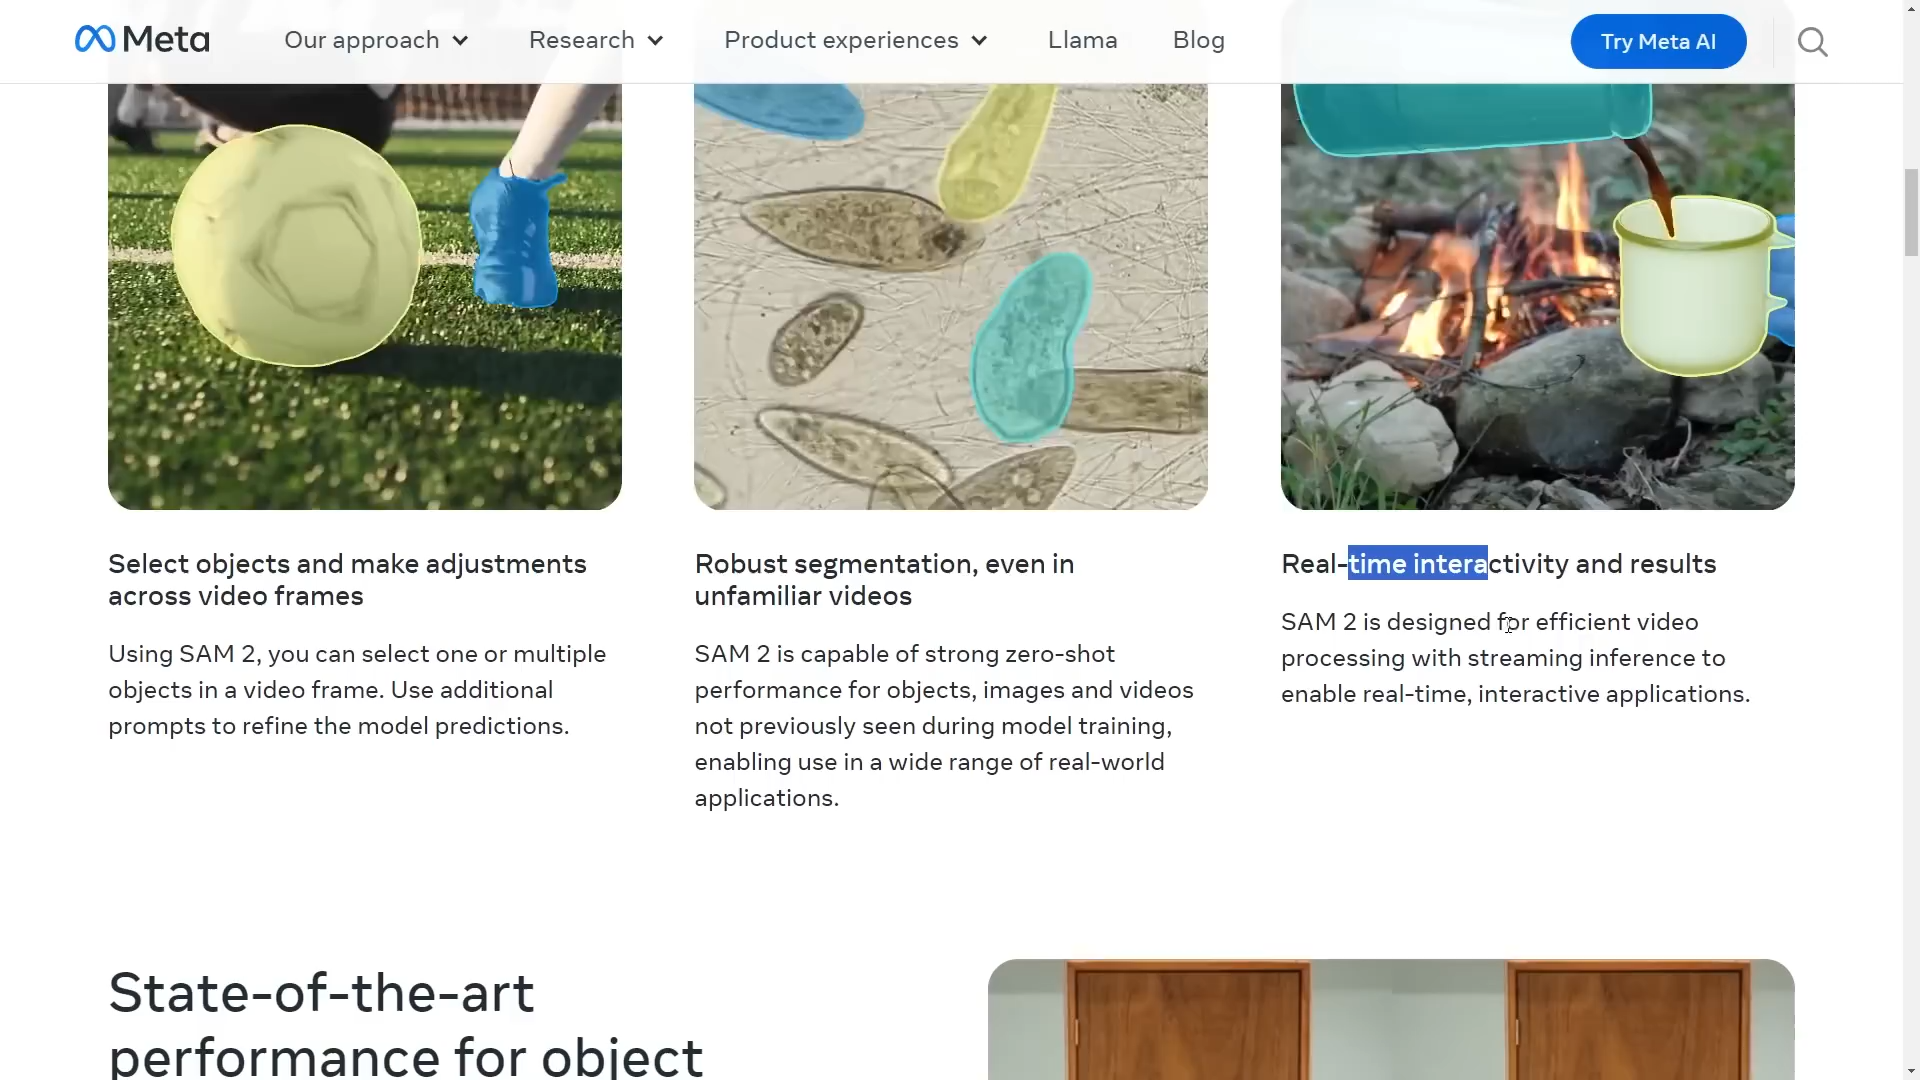 Meta
Our approach
Research
Product experiences
Llama
Blog
Try Meta AI
Select objects and make adjustments
across video frames
Using SAM 2, you can select one or multiple
objects in a video frame. Use additional
prompts to refine the model predictions.
Robust segmentation, even in
unfamiliar videos
SAM 2 is capable of strong zero-shot
performance for objects, images and videos
not previously seen during model training,
enabling use in a wide range of real-world
applications.
Real-time interactivity and results
SAM 2 is designed for efficient video
processing with streaming inference to
enable real-time, interactive applications.
State-of-the-art
performance for object